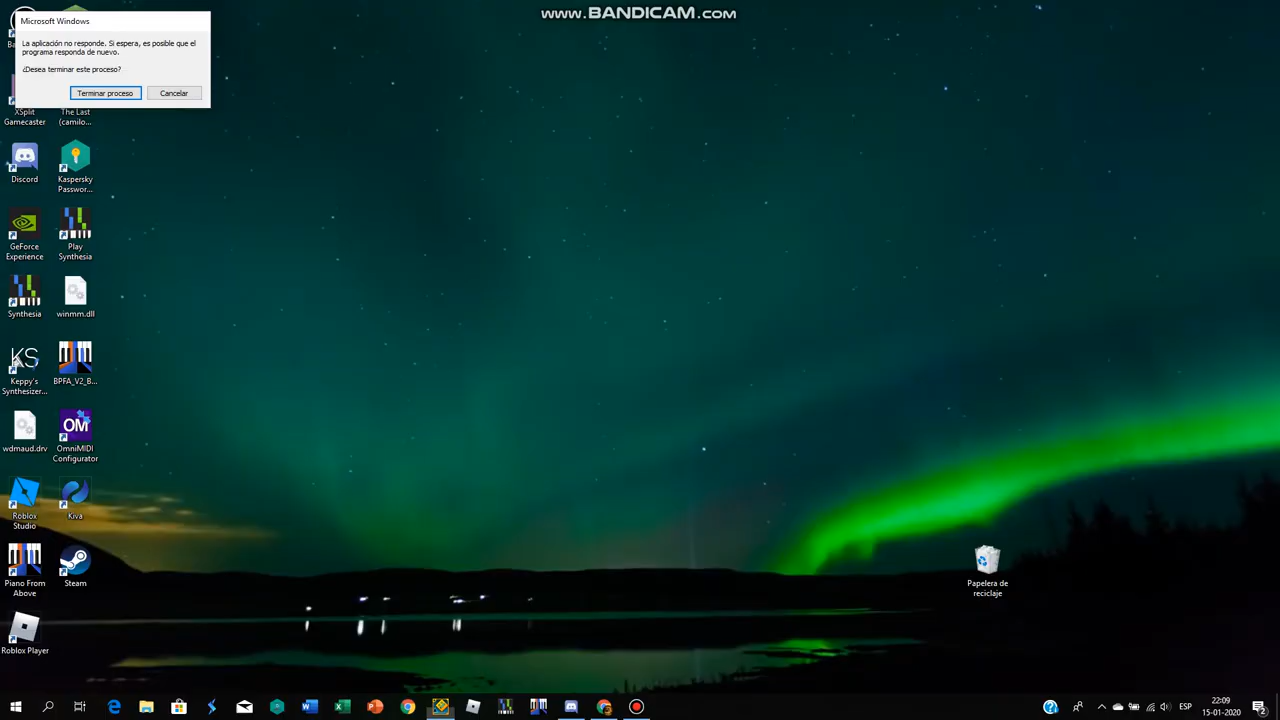 www.BANDICAM.com
Microsoft Windows
La aplicación no responde. Si espera, es posible que el
programa responda de nuevo.
¿Desea terminar este proceso?
Terminar proceso
Cancelar
XSplit
Gamecaster
The Last
(camilo...
Discord
Kaspersky
Passwor...
GeForce
Experience
Play
Synthesia
Synthesia
winmm.dll
KS
Keppy's
Synthesizer...
BPFA_V2_B...
wdmaud.drv
OM
OmniMIDI
Configurator
Roblox
Studio
Kiva
Piano From
Above
Steam
Roblox Player
Papelera de
reciclaje
ESP
22:09
15-01-2020